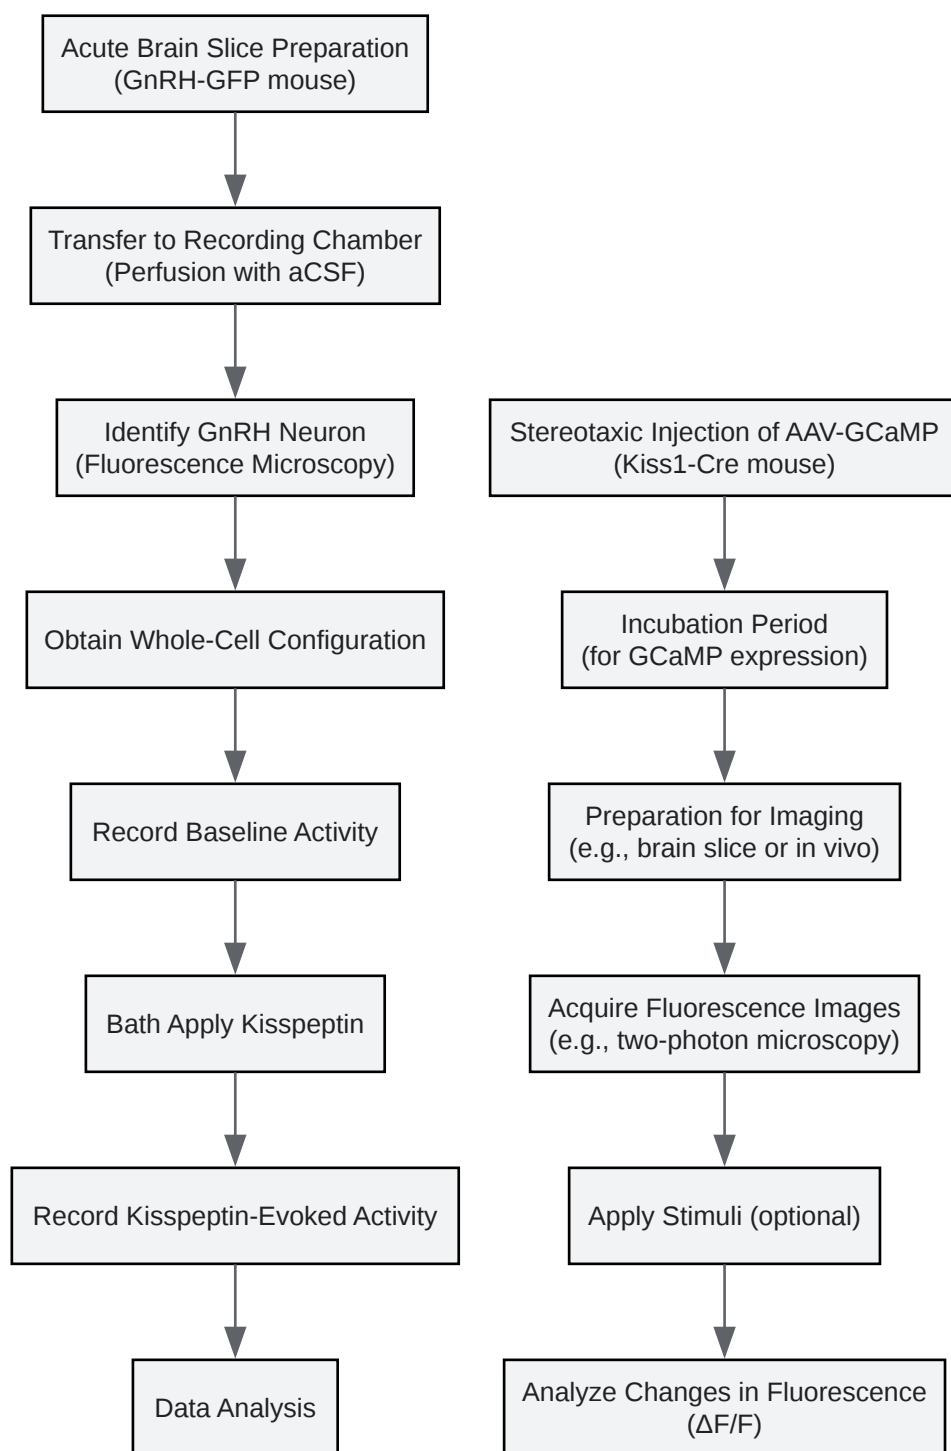 Acute Brain Slice Preparation
(GnRH-GFP mouse)
Transfer to Recording Chamber
(Perfusion with aCSF)
Identify GnRH Neuron
(Fluorescence Microscopy)
Obtain Whole-Cell Configuration
Record Baseline Activity
Bath Apply Kisspeptin
Record Kisspeptin-Evoked Activity
Data Analysis
Stereotaxic Injection of AAV-GCaMP
(Kiss1-Cre mouse)
Incubation Period
(for GCaMP expression)
Preparation for Imaging
(e.g., brain slice or in vivo)
Acquire Fluorescence Images
(e.g., two-photon microscopy)
Apply Stimuli (optional)
Analyze Changes in Fluorescence
(ΔF/F)